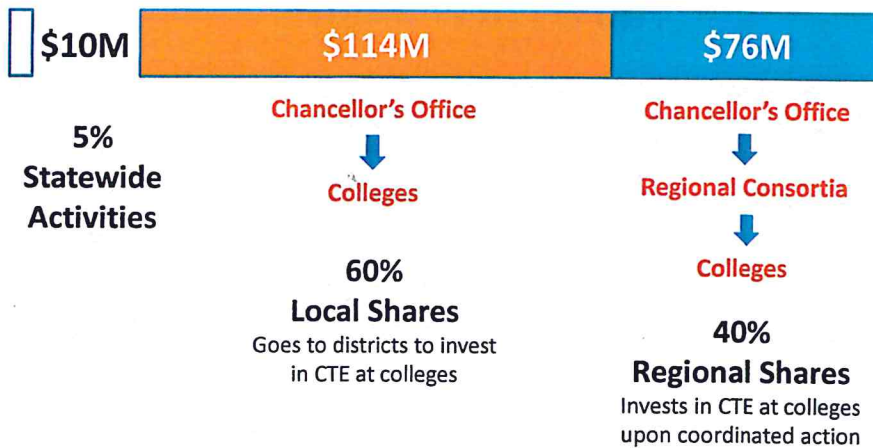 $10M
$114M
$76M
5%
Statewide
Activities
Chancellor's Office
Colleges
60%
Local Shares
Goes to districts to invest
in CTE at colleges
Chancellor's Office
Regional Consortia
Colleges
40%
Regional Shares
Invests in CTE at colleges
upon coordinated action